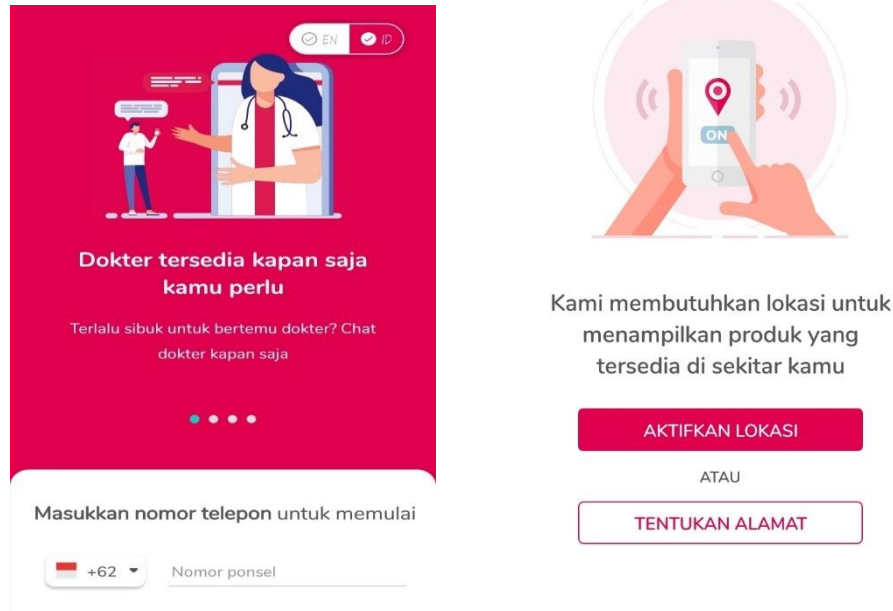 EN ID
Dokter tersedia kapan saja
kamu perlu
Terlalu sibuk untuk bertemu dokter? Chat
dokter kapan saja
Masukkan nomor telepon untuk memulai
+62 Nomor ponsel
ON
Kami membutuhkan lokasi untuk
menampilkan produk yang
tersedia di sekitar kamu
AKTIFKAN LOKASI
ATAU
TENTUKAN ALAMAT